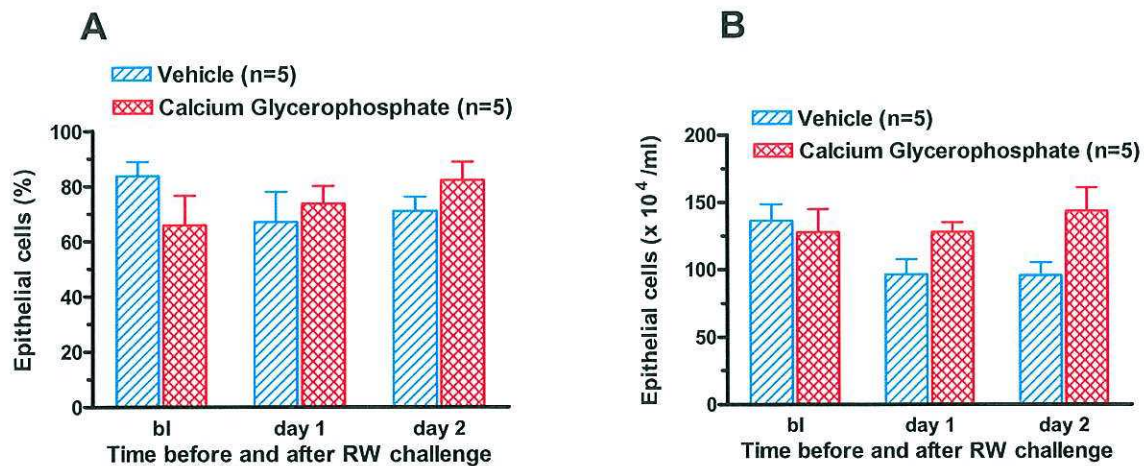 A
Vehicle (n=5)
Calcium Glycerophosphate (n=5)
Epithelial cells (%)
100
80
60
40
20
0
bl day 1 day 2
Time before and after RW challenge
B
Vehicle (n=5)
Calcium Glycerophosphate (n=5)
Epithelial cells (x 10⁴ /ml)
200
150
100
50
0
bl day 1 day 2
Time before and after RW challenge